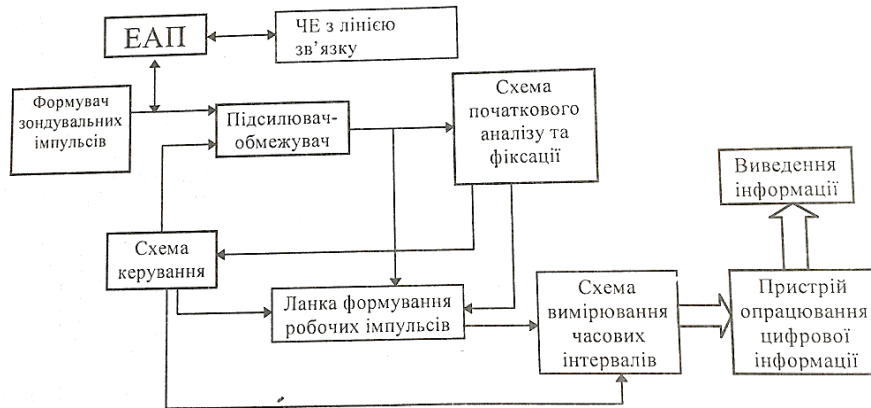 ЕАП
ЧЕ з лінією
зв’язку
Формувач
зондувальних
імпульсів
Підсилювач-
обмежувач
Схема
початкового
аналізу та
фіксації
Виведення
інформації
Схема
керування
Ланка формування
робочих імпульсів
Схема
вимірювання
часових
інтервалів
Пристрій
опрацювання
цифрової
інформації